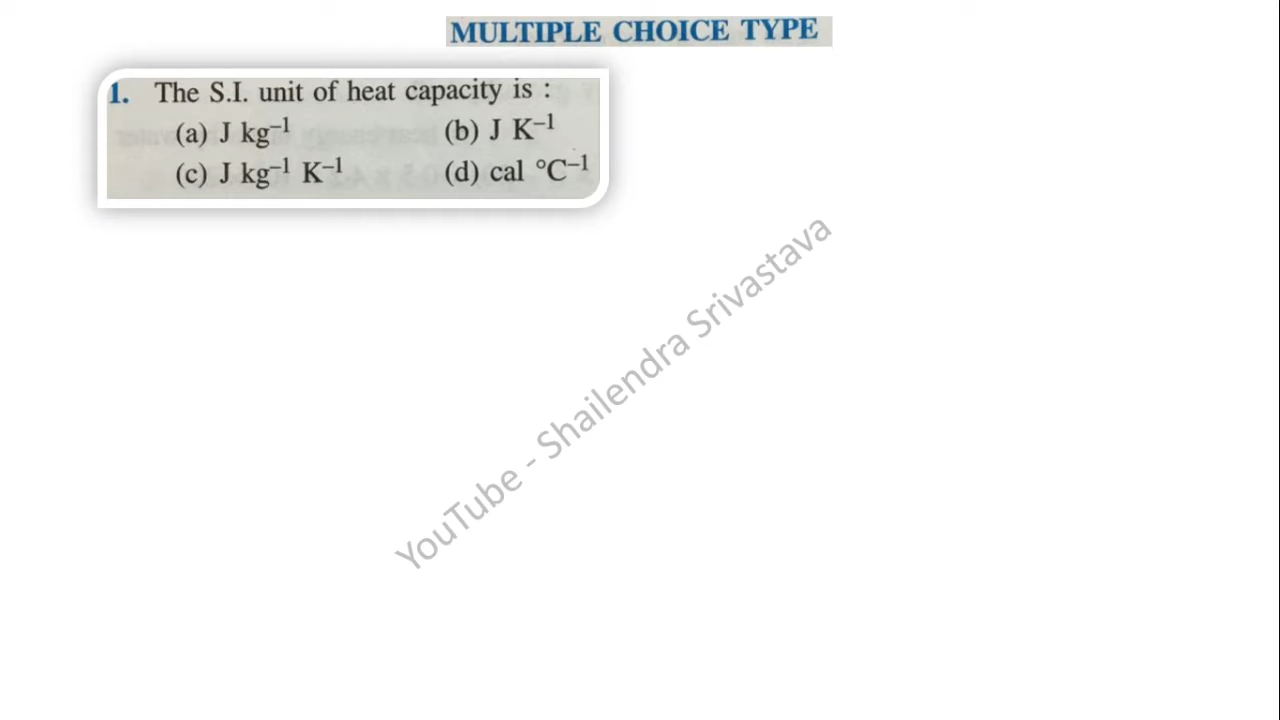 MULTIPLE CHOICE TYPE
1. The S.I. unit of heat capacity is :
(a) J kg⁻¹ (b) J K⁻¹
(c) J kg⁻¹ K⁻¹ (d) cal °C⁻¹
YouTube - Shailendra Srivastava